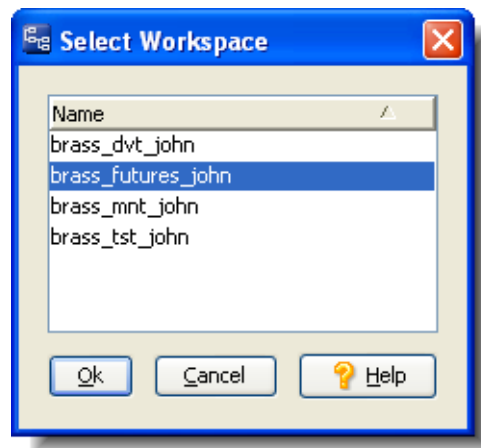 Select Workspace
Name
brass_dvt_john
brass_futures_john
brass_mnt_john
brass_tst_john
Ok Cancel Help